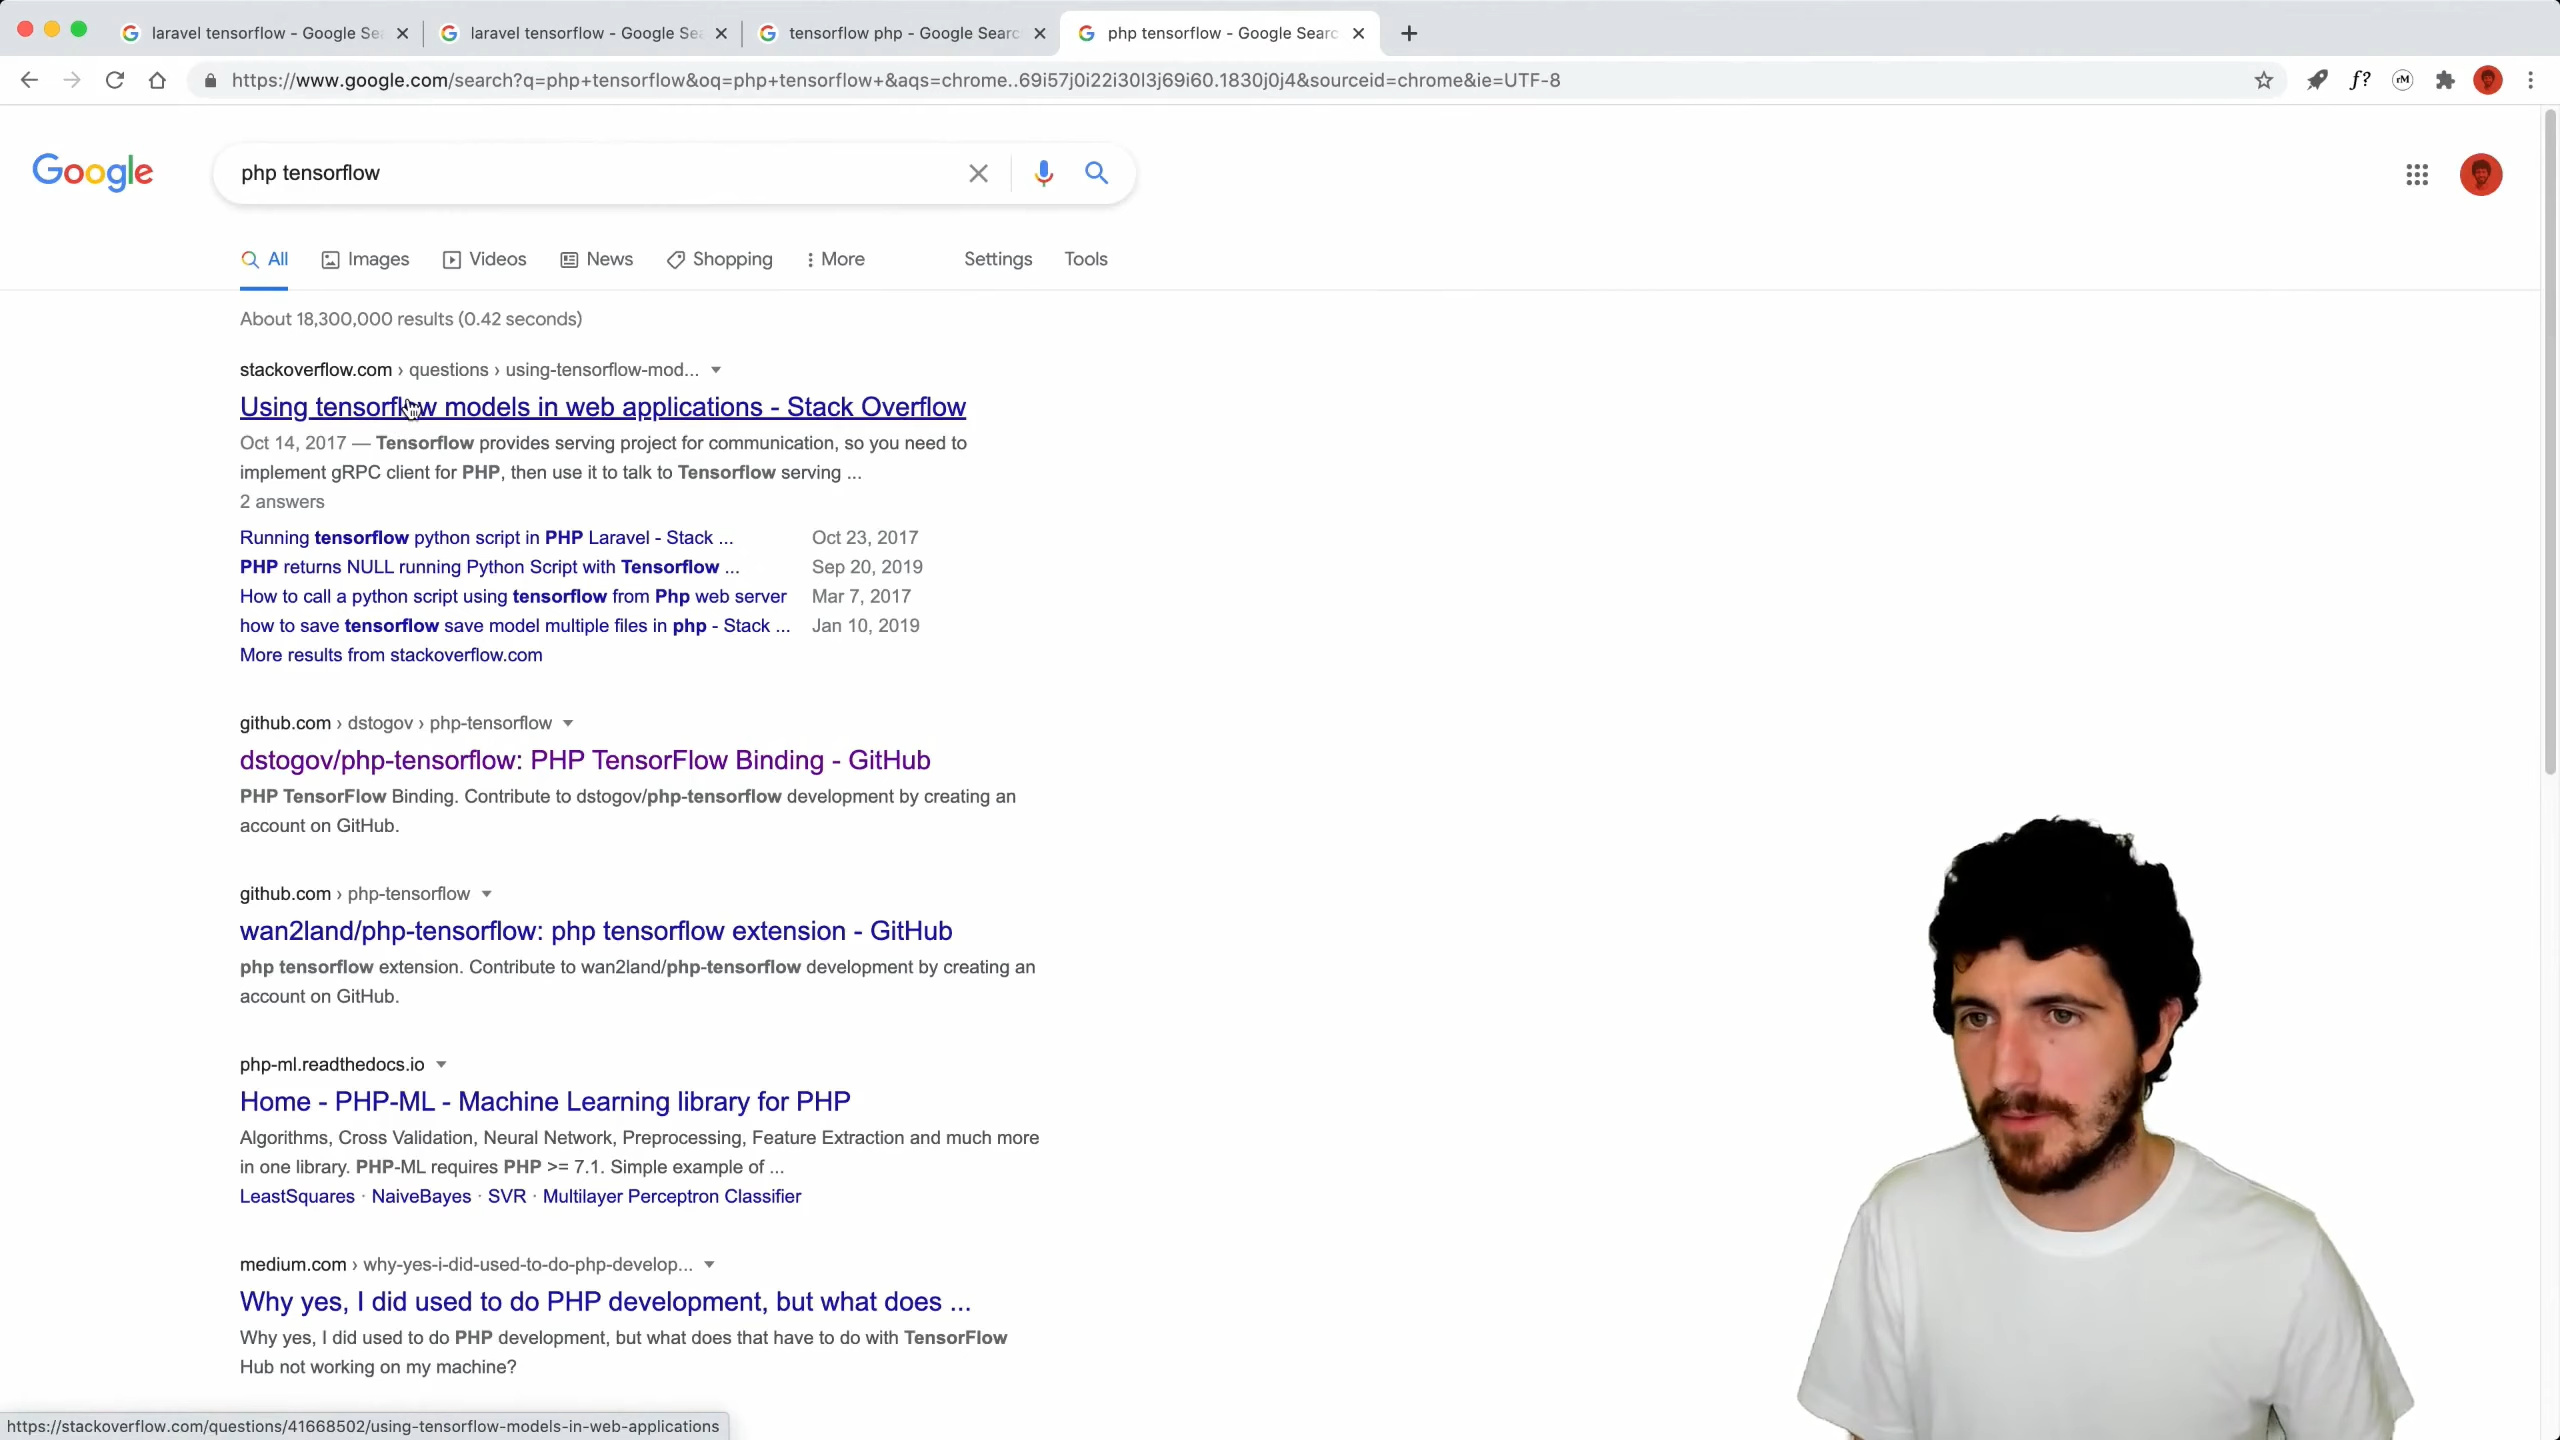 laravel tensorflow - Google Se
laravel tensorflow - Google Se
tensorflow php - Google Searc
php tensorflow - Google Searc
https://www.google.com/search?q=php+tensorflow&oq=php+tensorflow+&aqs=chrome..69i57j0i22i30l3j69i60.1830j0j4&sourceid=chrome&ie=UTF-8
f?
rM
Google
php tensorflow
All
Images
Videos
News
Shopping
More
Settings
Tools
About 18,300,000 results (0.42 seconds)
stackoverflow.com › questions › using-tensorflow-mod...
Using tensorflow models in web applications - Stack Overflow
Oct 14, 2017 — Tensorflow provides serving project for communication, so you need to
implement gRPC client for PHP, then use it to talk to Tensorflow serving ...
2 answers
Running tensorflow python script in PHP Laravel - Stack ... Oct 23, 2017
PHP returns NULL running Python Script with Tensorflow ... Sep 20, 2019
How to call a python script using tensorflow from Php web server Mar 7, 2017
how to save tensorflow save model multiple files in php - Stack ... Jan 10, 2019
More results from stackoverflow.com
github.com › dstogov › php-tensorflow
dstogov/php-tensorflow: PHP TensorFlow Binding - GitHub
PHP TensorFlow Binding. Contribute to dstogov/php-tensorflow development by creating an
account on GitHub.
github.com › php-tensorflow
wan2land/php-tensorflow: php tensorflow extension - GitHub
php tensorflow extension. Contribute to wan2land/php-tensorflow development by creating an
account on GitHub.
php-ml.readthedocs.io
Home - PHP-ML - Machine Learning library for PHP
Algorithms, Cross Validation, Neural Network, Preprocessing, Feature Extraction and much more
in one library. PHP-ML requires PHP >= 7.1. Simple example of ...
LeastSquares · NaiveBayes · SVR · Multilayer Perceptron Classifier
medium.com › why-yes-i-did-used-to-do-php-develop...
Why yes, I did used to do PHP development, but what does ...
Why yes, I did used to do PHP development, but what does that have to do with TensorFlow
Hub not working on my machine?
https://stackoverflow.com/questions/41668502/using-tensorflow-models-in-web-applications